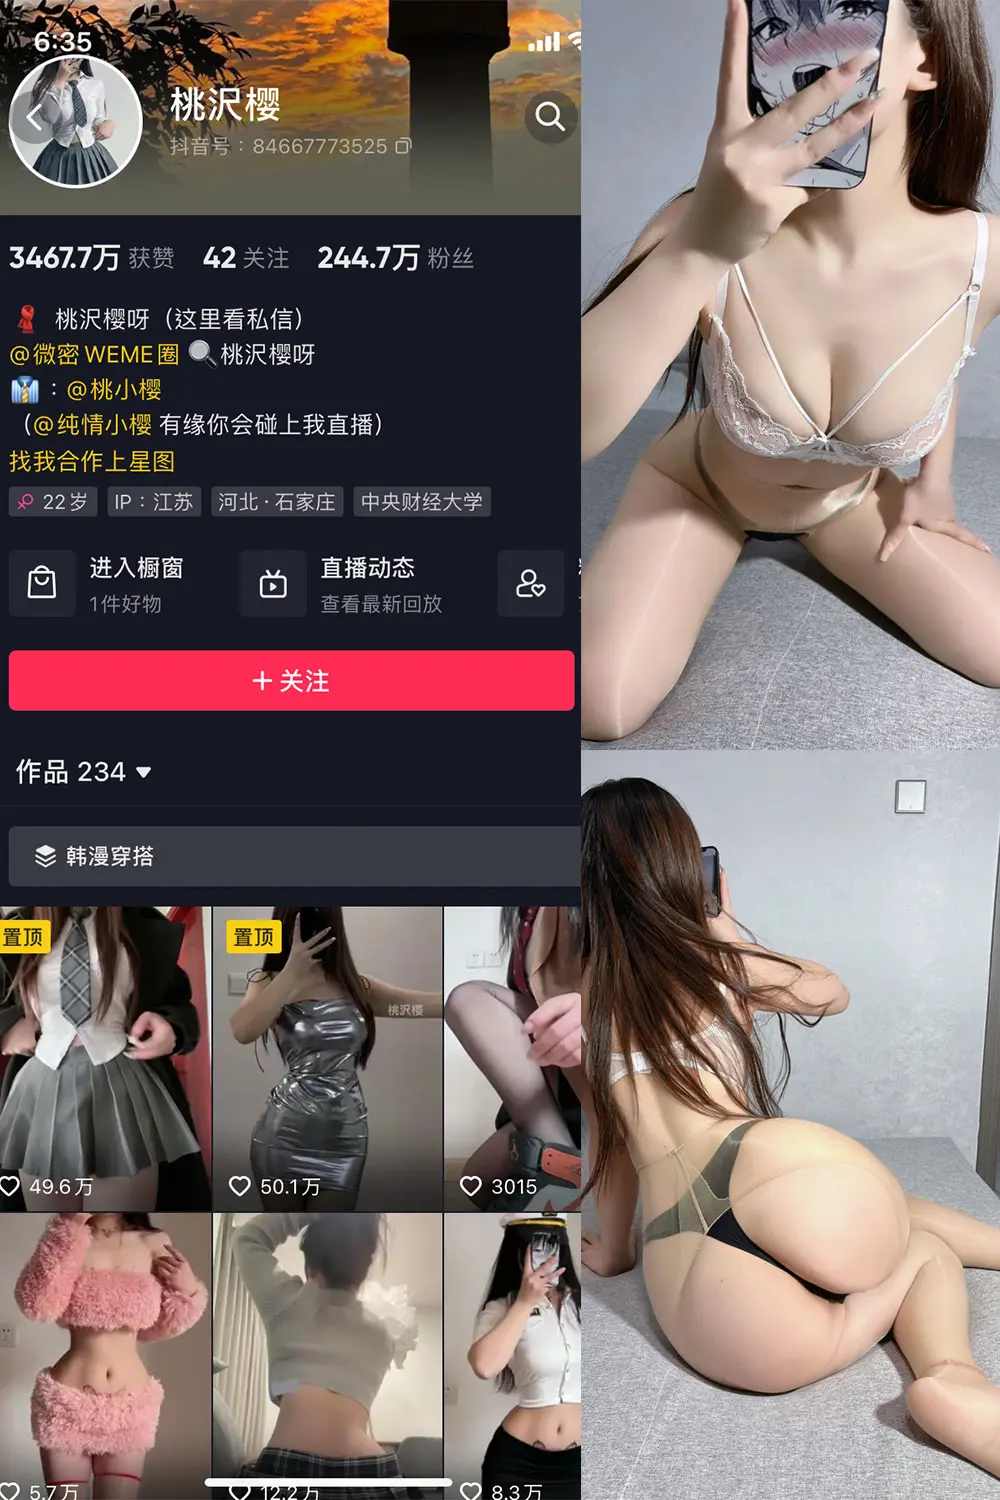 6:35
桃沢樱
抖音号：84667773525
3467.7万 获赞 42 关注 244.7万 粉丝
桃沢樱呀（这里看私信）
@微密WEME圈 🔍桃沢樱呀
👔：@桃小樱
（@纯情小樱 有缘你会碰上我直播）
找我合作上星图
22岁 IP：江苏 河北·石家庄 中央财经大学
进入橱窗 直播动态
1件好物 查看最新回放
+关注
作品 234
韩漫穿搭
置顶 置顶
桃沢樱
49.6万 50.1万 3015
5.7万 12.2万 8.3万